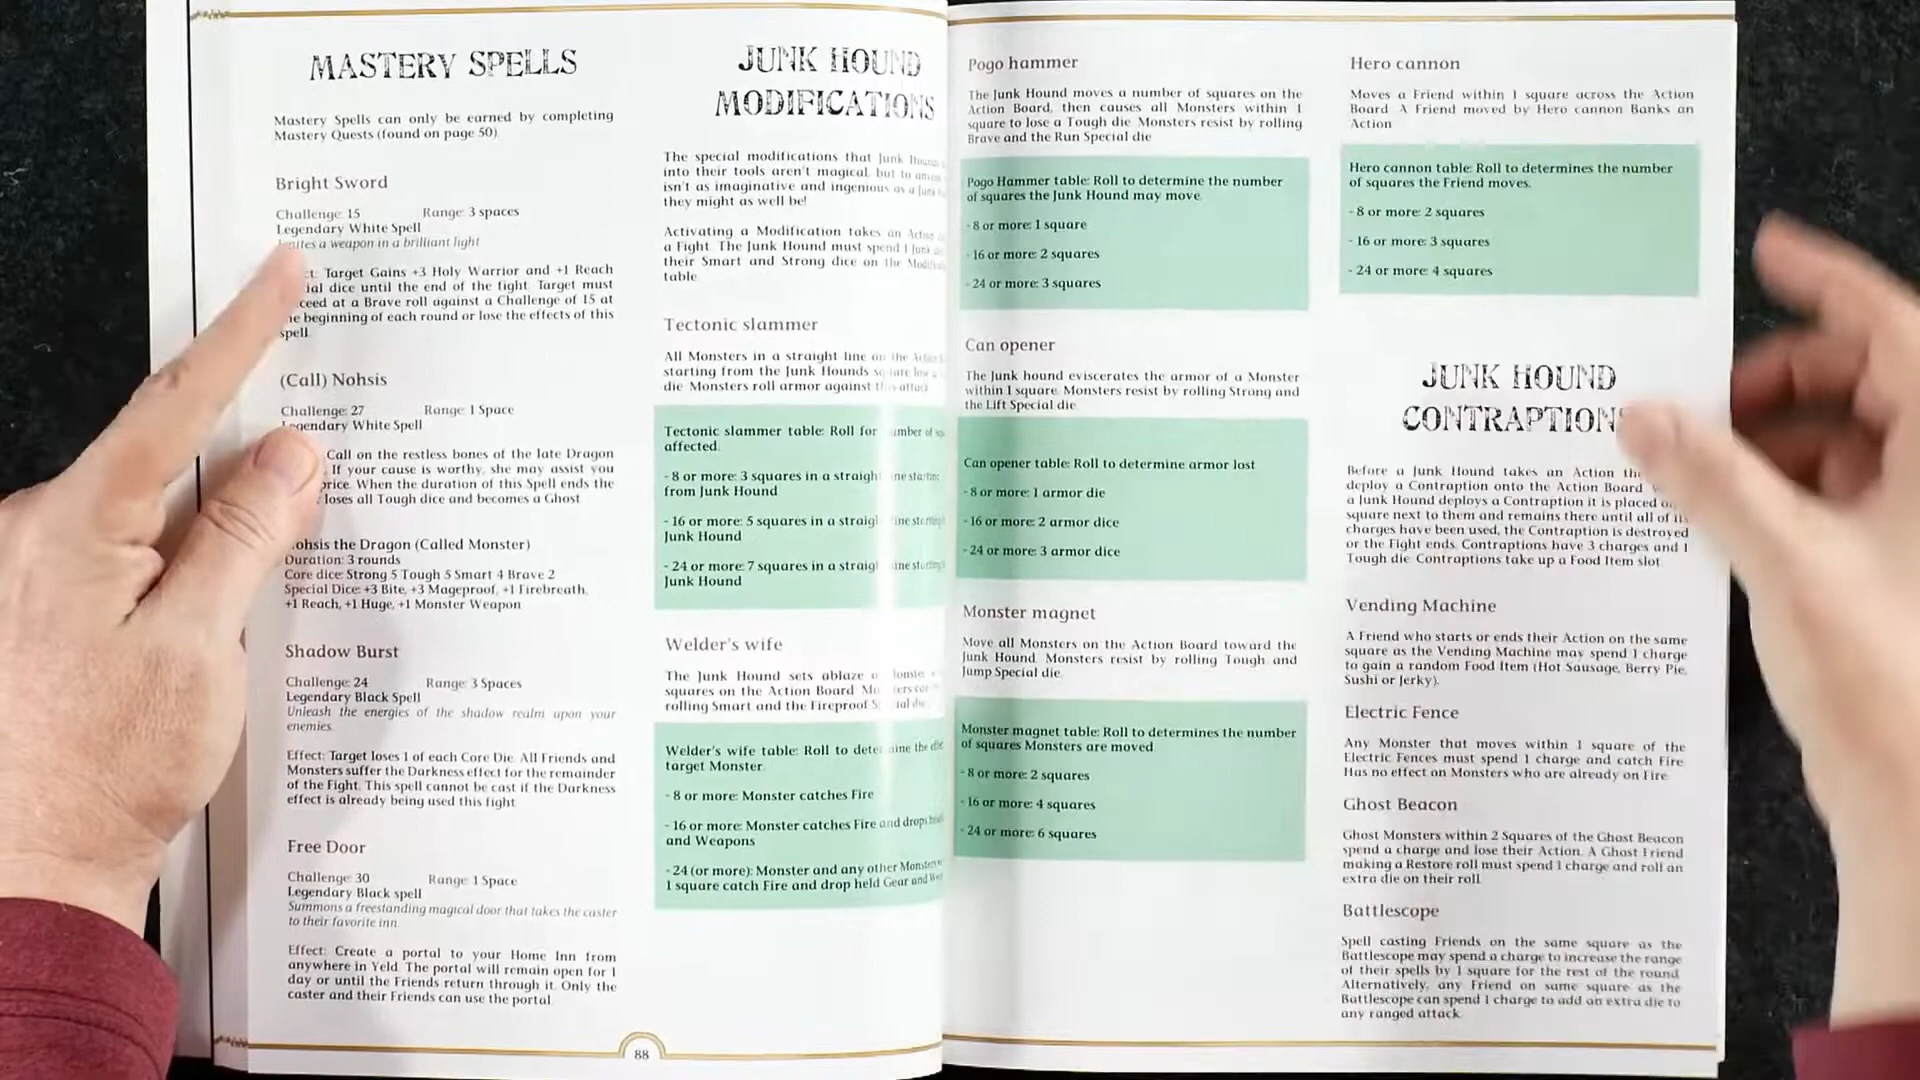 MASTERY SPELLS
Mastery Spells can only be earned by completing
Mastery Quests (found on page 50).
Bright Sword
Challenge: 15 Range: 3 spaces
Legendary White Spell
a weapon in a brilliant light
Target Gains +3 Holy Warrior and +1 Reach
dice until the end of the fight. Target must
at a Brave roll against a Challenge of 15 at
beginning of each round or lose the effects of this
spell.
(Call) Nohsis
Challenge: 27 Range: 1 Space
Legendary White Spell
Call on the restless bones of the late Dragon
If your cause is worthy, she may assist you
When the duration of this Spell ends the
loses all Tough dice and becomes a Ghost.
Nohsis the Dragon (Called Monster)
Duration: 3 rounds
Core dice: Strong 5 Tough 5 Smart 4 Brave 2
Special Dice: +3 Bite, +3 Mageproof, +1 Firebreath,
+1 Reach, +1 Huge, +1 Monster Weapon
Shadow Burst
Challenge: 24 Range: 3 Spaces
Legendary Black Spell
Unleash the energies of the shadow realm upon your
enemies.
Effect: Target loses 1 of each Core Die. All Friends and
Monsters suffer the Darkness effect for the remainder
of the Fight. This spell cannot be cast if the Darkness
effect is already being used this fight.
Free Door
Challenge: 30 Range: 1 Space
Legendary Black spell
Summons a freestanding magical door that takes the caster
to their favorite inn.
Effect: Create a portal to your Home Inn from
anywhere in Yeld. The portal will remain open for 1
day or until the Friends return through it. Only the
caster and their Friends can use the portal.
JUNK HOUND
MODIFICATIONS
The special modifications that Junk
into their tools aren't magical, but to
isn't as imaginative and ingenious as a Junk
they might as well be!
Activating a Modification takes an Action
a Fight. The Junk Hound must spend 1 Junk
their Smart and Strong dice on the
table.
Tectonic slammer
All Monsters in a straight line on the
starting from the Junk Hounds
die. Monsters roll armor against this attack.
Tectonic slammer table: Roll for number of
affected.
- 8 or more: 3 squares in a straight line
from Junk Hound
- 16 or more: 5 squares in a straight line
Junk Hound
- 24 or more: 7 squares in a straight line
Junk Hound
Welder's wife
The Junk Hound sets ablaze a
squares on the Action Board.
rolling Smart and the Fireproof Special die.
Welder's wife table: Roll to determine the
target Monster.
- 8 or more: Monster catches Fire
- 16 or more: Monster catches Fire and drops
and Weapons
- 24 (or more): Monster and any other
1 square catch Fire and drop held Gear and
88
Pogo hammer
The Junk Hound moves a number of squares on the
Action Board, then causes all Monsters within 1
square to lose a Tough die. Monsters resist by rolling
Brave and the Run Special die.
Pogo Hammer table: Roll to determine the number
of squares the Junk Hound may move.
- 8 or more: 1 square
- 16 or more: 2 squares
- 24 or more: 3 squares
Can opener
The Junk hound eviscerates the armor of a Monster
within 1 square. Monsters resist by rolling Strong and
the Lift Special die.
Can opener table: Roll to determine armor lost
- 8 or more: 1 armor die
- 16 or more: 2 armor dice
- 24 or more: 3 armor dice
Monster magnet
Move all Monsters on the Action Board toward the
Junk Hound. Monsters resist by rolling Tough and
Jump Special die.
Monster magnet table: Roll to determines the number
of squares Monsters are moved.
- 8 or more: 2 squares
- 16 or more: 4 squares
- 24 or more: 6 squares
Hero cannon
Moves a Friend within 1 square across the Action
Board. A Friend moved by Hero cannon Banks an
Action.
Hero cannon table: Roll to determines the number
of squares the Friend moves.
- 8 or more: 2 squares
- 16 or more: 3 squares
- 24 or more: 4 squares
JUNK HOUND
CONTRAPTIONS
Before a Junk Hound takes an Action
deploy a Contraption onto the Action Board.
a Junk Hound deploys a Contraption it is placed
square next to them and remains there until all of its
charges have been used, the Contraption is destroyed
or the Fight ends. Contraptions have 3 charges and 1
Tough die. Contraptions take up a Food Item slot.
Vending Machine
A Friend who starts or ends their Action on the same
square as the Vending Machine may spend 1 charge
to gain a random Food Item (Hot Sausage, Berry Pie,
Sushi or Jerky).
Electric Fence
Any Monster that moves within 1 square of the
Electric Fences must spend 1 charge and catch Fire.
Has no effect on Monsters who are already on Fire.
Ghost Beacon
Ghost Monsters within 2 Squares of the Ghost Beacon
spend a charge and lose their Action. A Ghost Friend
making a Restore roll must spend 1 charge and roll an
extra die on their roll.
Battlescope
Spell casting Friends on the same square as the
Battlescope may spend a charge to increase the range
of their spells by 1 square for the rest of the round.
Alternatively, any Friend on same square as the
Battlescope can spend 1 charge to add an extra die to
any ranged attack.